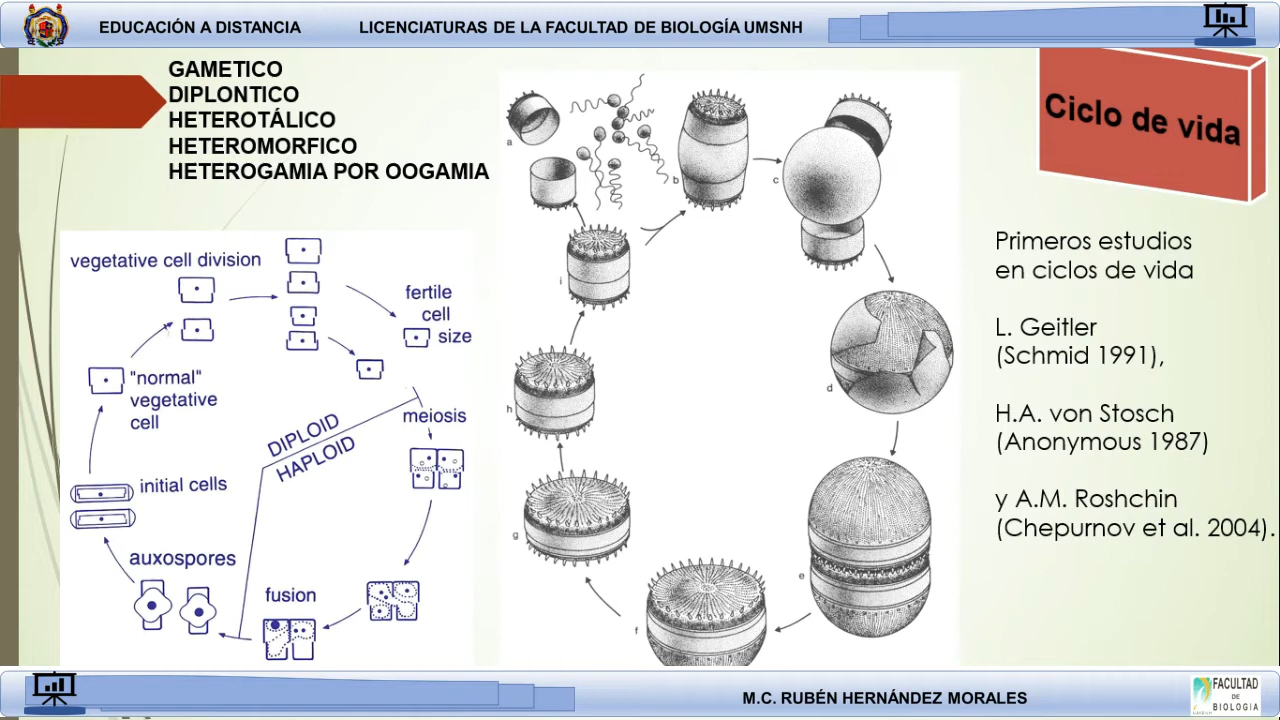 EDUCACIÓN A DISTANCIA
LICENCIATURAS DE LA FACULTAD DE BIOLOGÍA UMSNH
GAMETICO
DIPLONTICO
HETEROTÁLICO
HETEROMORFICO
HETEROGAMIA POR OOGAMIA
Ciclo de vida
vegetative cell division
fertile
cell
size
"normal"
vegetative
cell
meiosis
DIPLOID
HAPLOID
initial cells
auxospores
fusion
a
b
c
d
e
f
g
h
i
Primeros estudios
en ciclos de vida
L. Geitler
(Schmid 1991),
H.A. von Stosch
(Anonymous 1987)
y A.M. Roshchin
(Chepurnov et al. 2004).
M.C. RUBÉN HERNÁNDEZ MORALES
FACULTAD
DE
BIOLOGIA